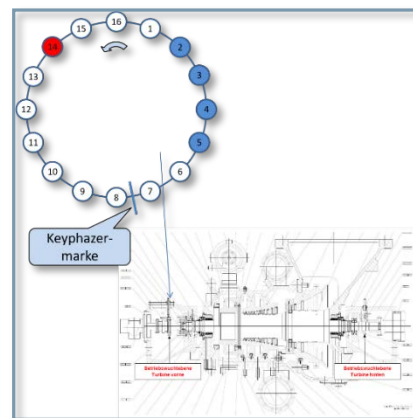 16
15
1
14
2
13
3
12
4
11
5
10
6
9
8
7
Keyphazer-
marke
Betriebswuchtebene
Turbine vorne
Betriebswuchtebene
Turbine hinten